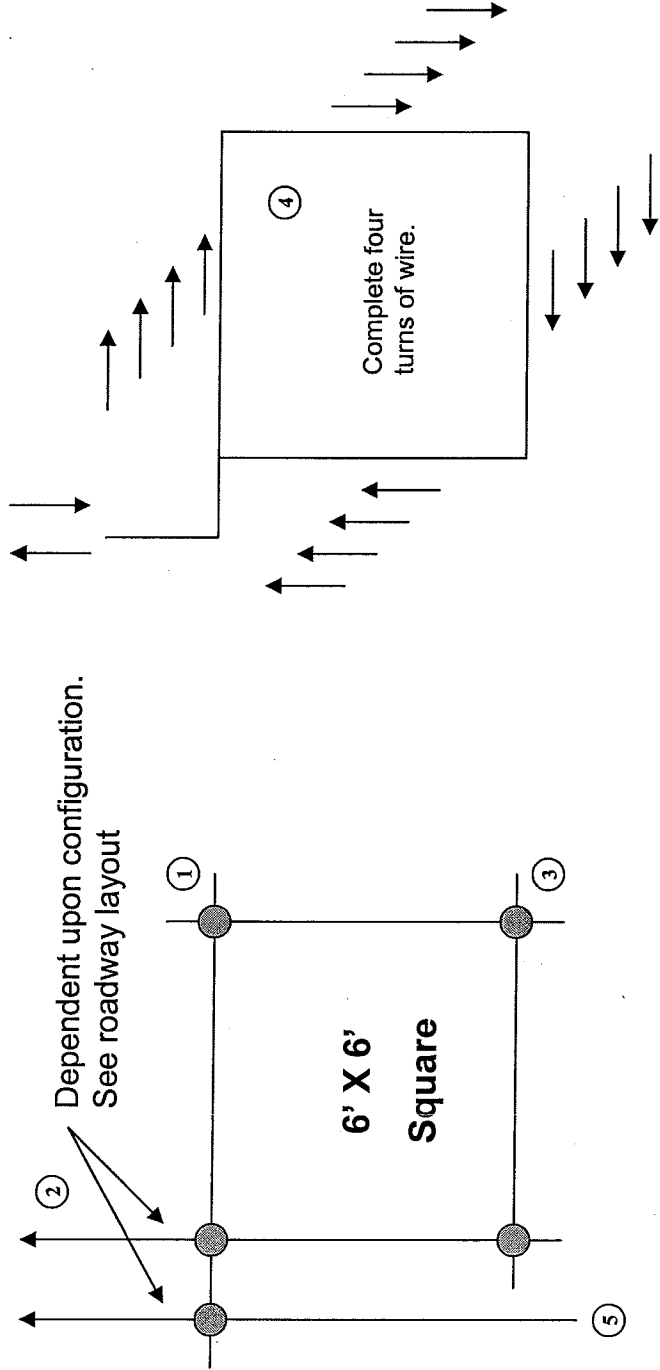 Dependent upon configuration.
See roadway layout
2
1
6' X 6'
Square
3
5
4
Complete four
turns of wire.